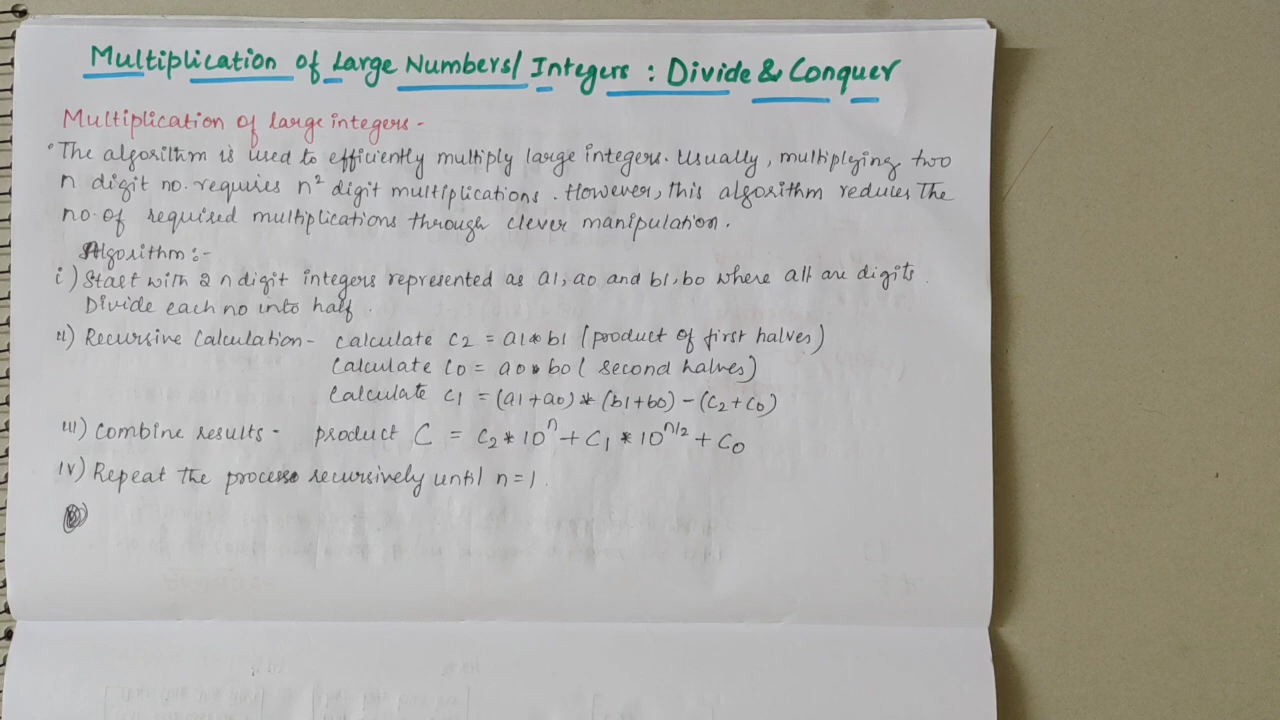 Multiplication of Large Numbers/ Integers : Divide & Conquer
Multiplication of large integers -
The algorithm is used to efficiently multiply large integers. Usually, multiplying two
n digit no. requires n² digit multiplications. However, this algorithm reduces The
no. of required multiplications through clever manipulation.
Algorithm :-
i) Start with 2 n digit integers represented as a1, a0 and b1, b0 where all are digits.
Divide each no into half.
ii) Recursive Calculation - calculate c2 = a1*b1 (product of first halves)
Calculate C0 = a0*b0 ( second halves)
Calculate C1 = (a1+a0)*(b1+b0)-(C2+C0)
iii) Combine results - product C = C₂*10ⁿ+C₁*10^n/2+C₀
IV) Repeat the process recursively until n=1.